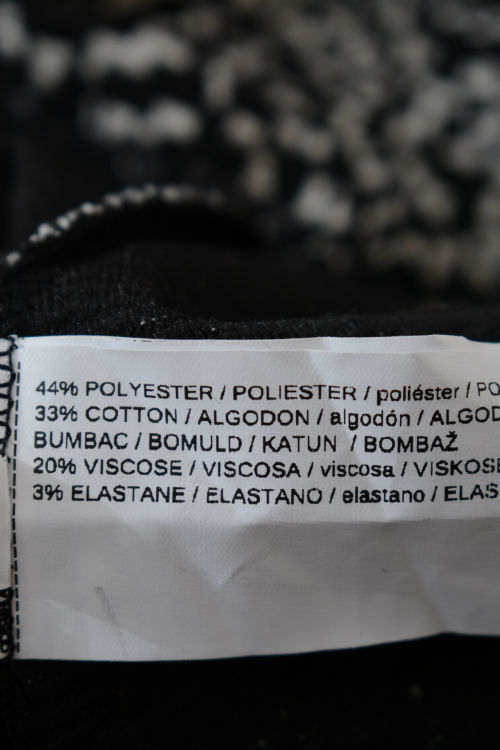 44% POLYESTER / POLIESTER / poliéster / PO
33% COTTON / ALGODON / algodón / ALGOD
BUMBAC / BOMULD / KATUN / BOMBAŽ
20% VISCOSE / VISCOSA / viscosa / VISKOSE
3% ELASTANE / ELASTANO / elastano / ELAS